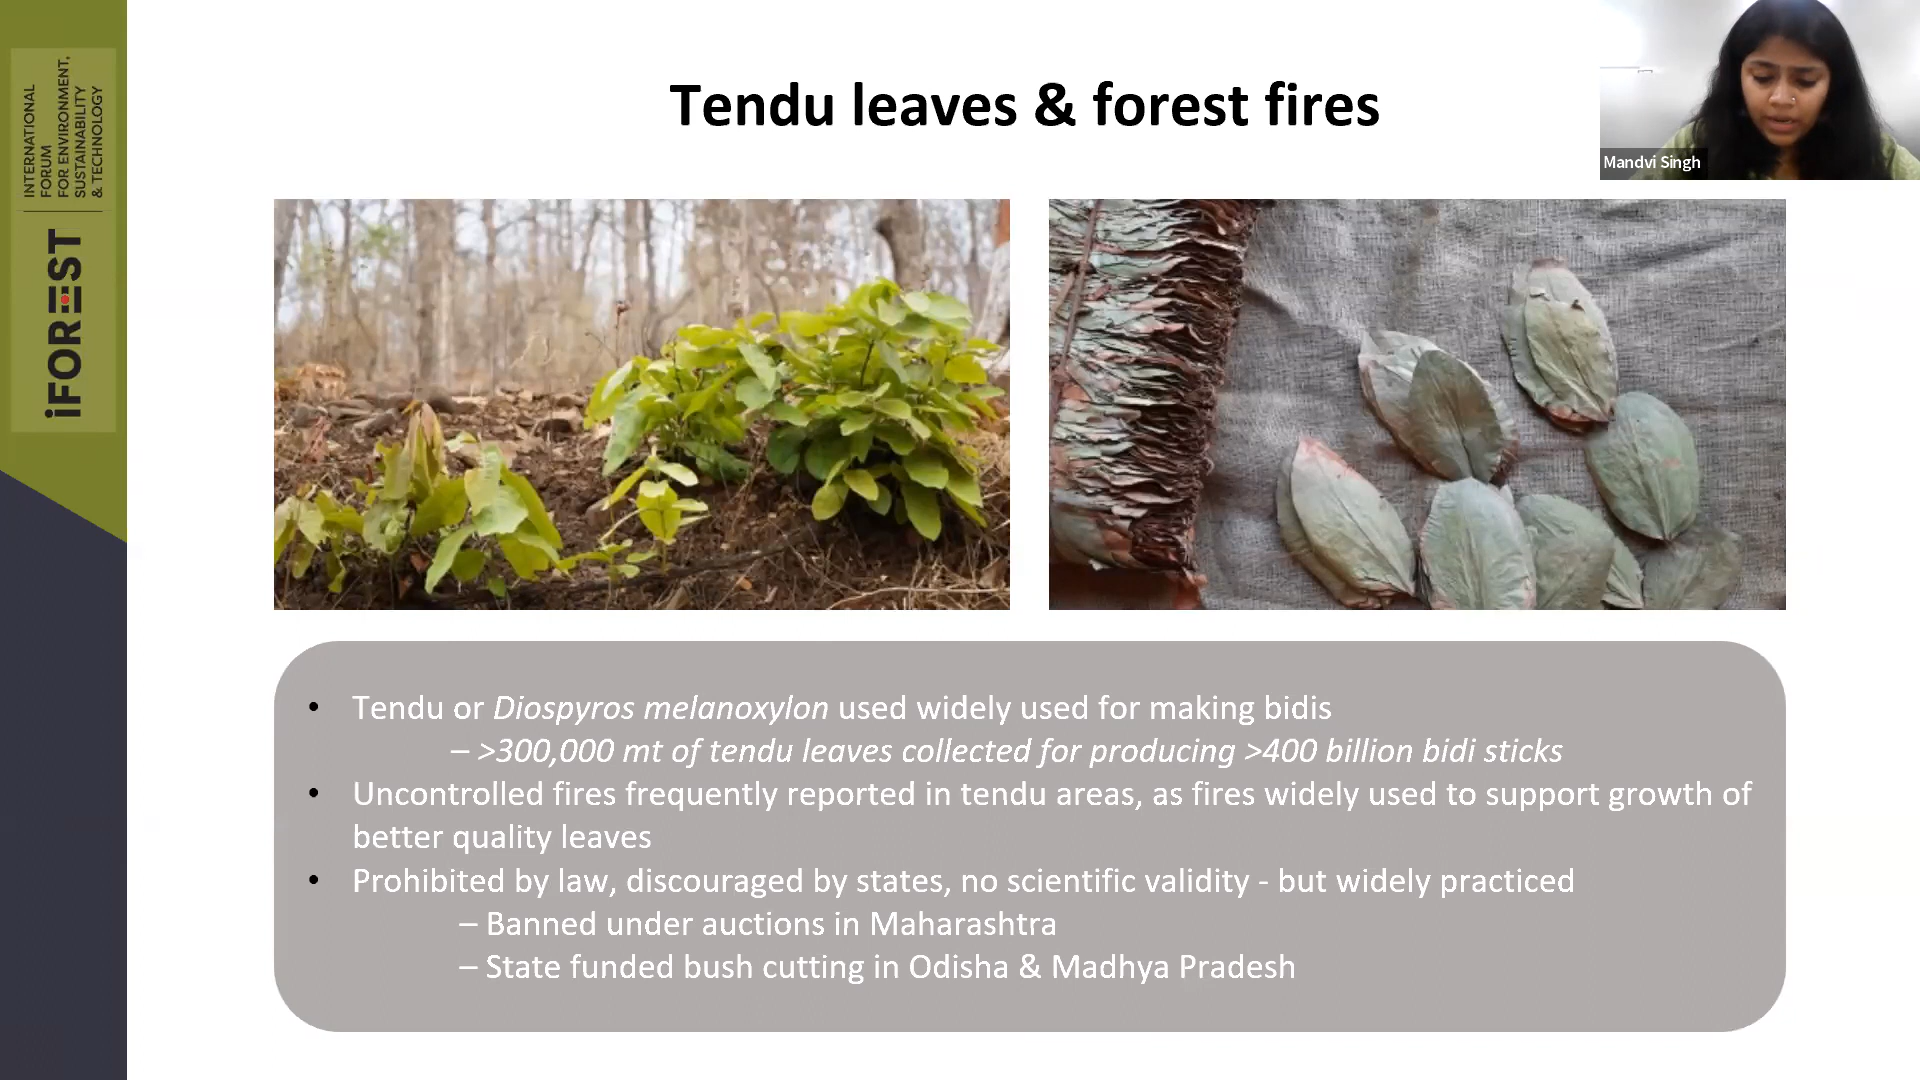 INTERNATIONAL
FORUM
FOR ENVIRONMENT,
SUSTAINABILITY
& TECHNOLOGY
iFOREST
Tendu leaves & forest fires
Mandvi Singh
• Tendu or Diospyros melanoxylon used widely used for making bidis
– >300,000 mt of tendu leaves collected for producing >400 billion bidi sticks
• Uncontrolled fires frequently reported in tendu areas, as fires widely used to support growth of
better quality leaves
• Prohibited by law, discouraged by states, no scientific validity - but widely practiced
– Banned under auctions in Maharashtra
– State funded bush cutting in Odisha & Madhya Pradesh